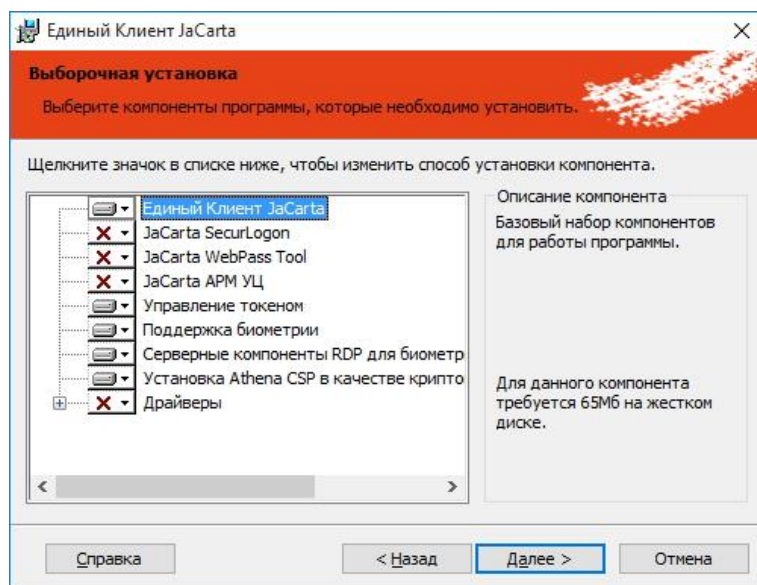 Единый Клиент JaCarta
Выборочная установка
Выберите компоненты программы, которые необходимо установить.
Щелкните значок в списке ниже, чтобы изменить способ установки компонента.
Единый Клиент JaCarta
JaCarta SecurLogon
JaCarta WebPass Tool
JaCarta АРМ УЦ
Управление токеном
Поддержка биометрии
Серверные компоненты RDP для биометр
Установка Athena CSP в качестве крипто
Драйверы
Описание компонента
Базовый набор компонентов
для работы программы.
Для данного компонента
требуется 65Мб на жестком
диске.
Справка
< Назад
Далее >
Отмена